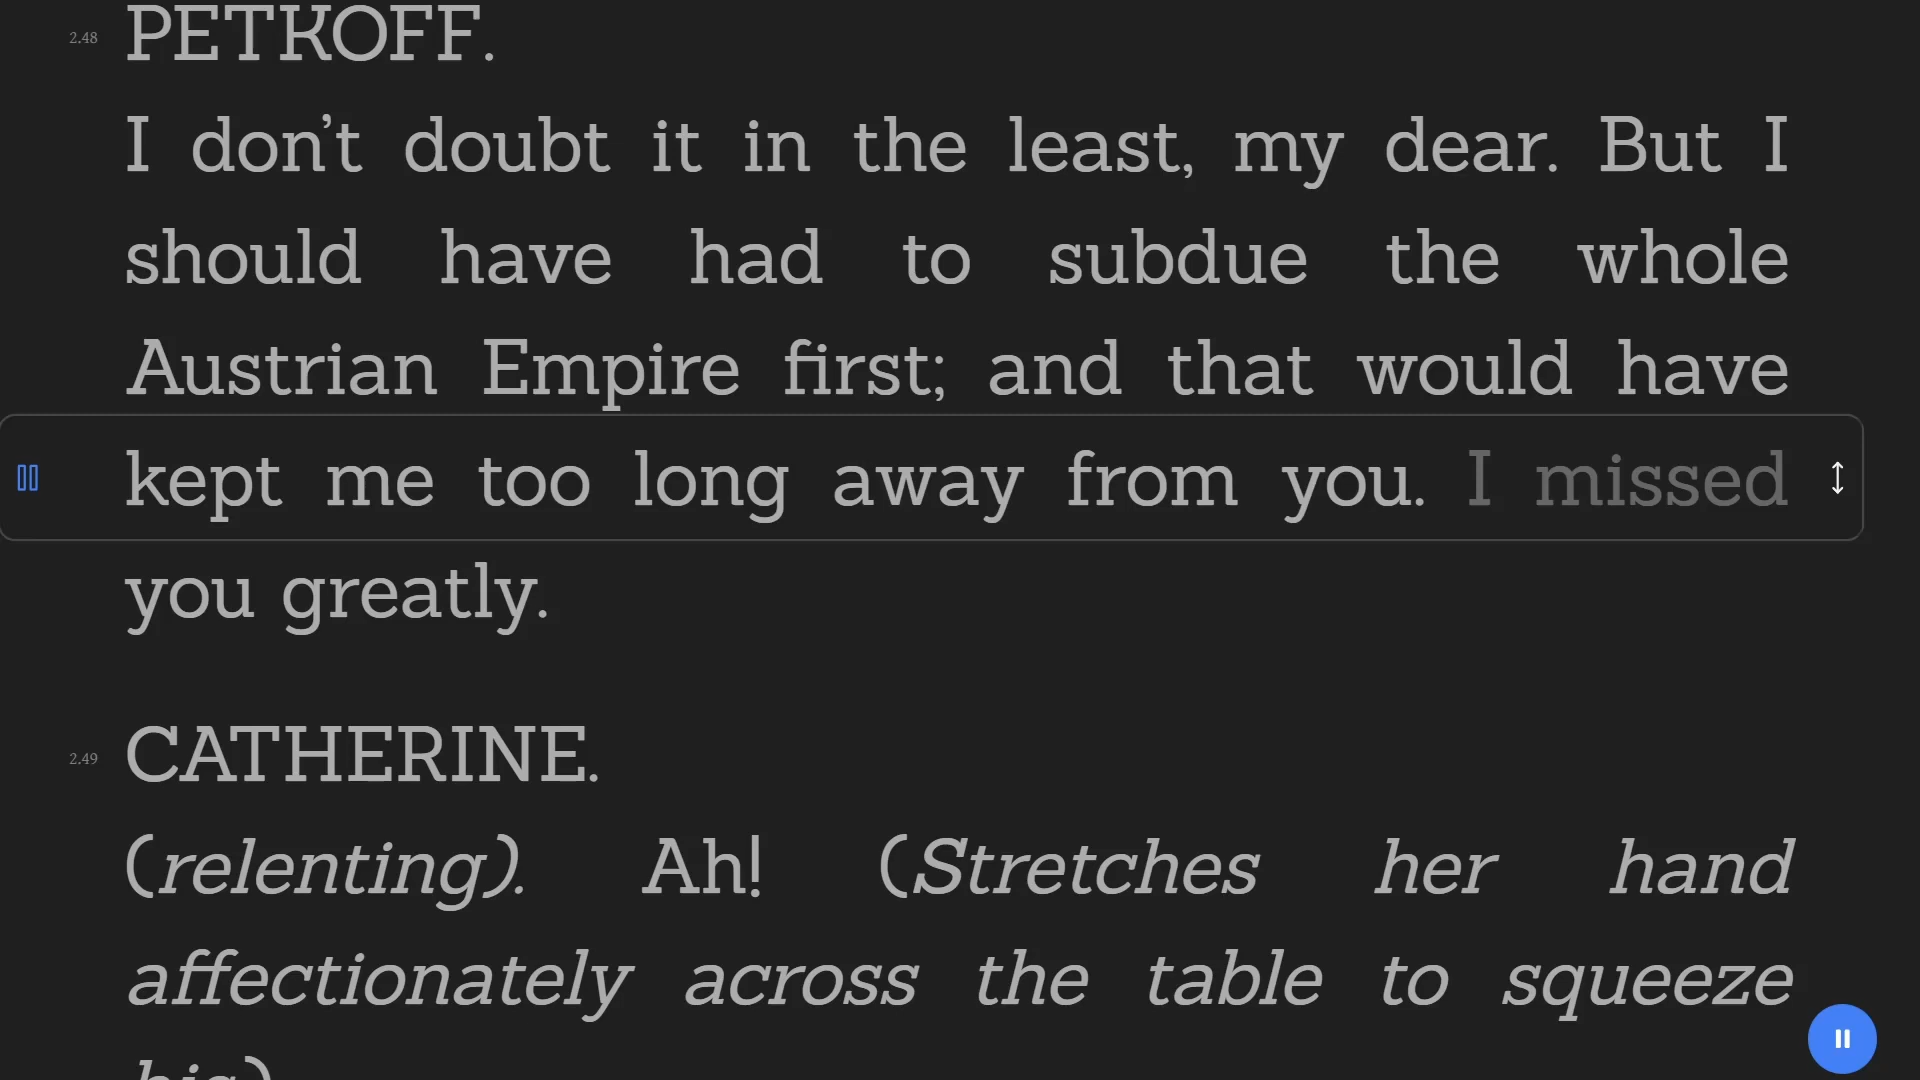 2.48 PETKOFF.
I don’t doubt it in the least, my dear. But I
should have had to subdue the whole
Austrian Empire first; and that would have
kept me too long away from you. I missed
you greatly.
2.49 CATHERINE.
(relenting). Ah! (Stretches her hand
affectionately across the table to squeeze
his)